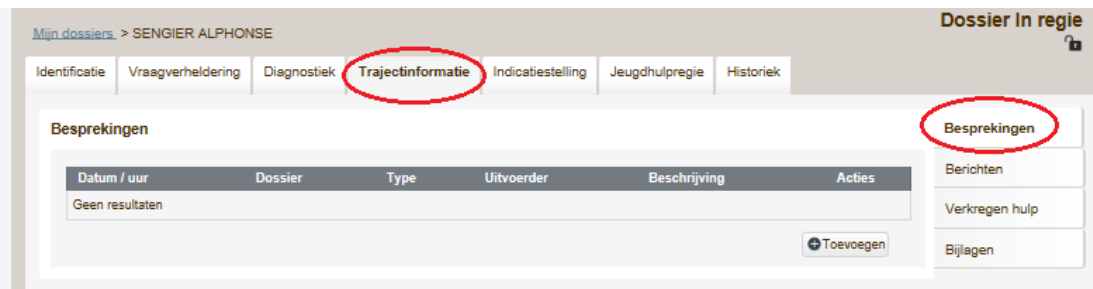 Dossier In regie
Mijn dossiers > SENGIER ALPHONSE
Identificatie Vraagverheldering Diagnostiek Trajectinformatie Indicatiestelling Jeugdhulpregie Historiek
Besprekingen
Datum / uur Dossier Type Uitvoerder Beschrijving Acties
Geen resultaten
Toevoegen
Besprekingen
Berichten
Verkregen hulp
Bijlagen